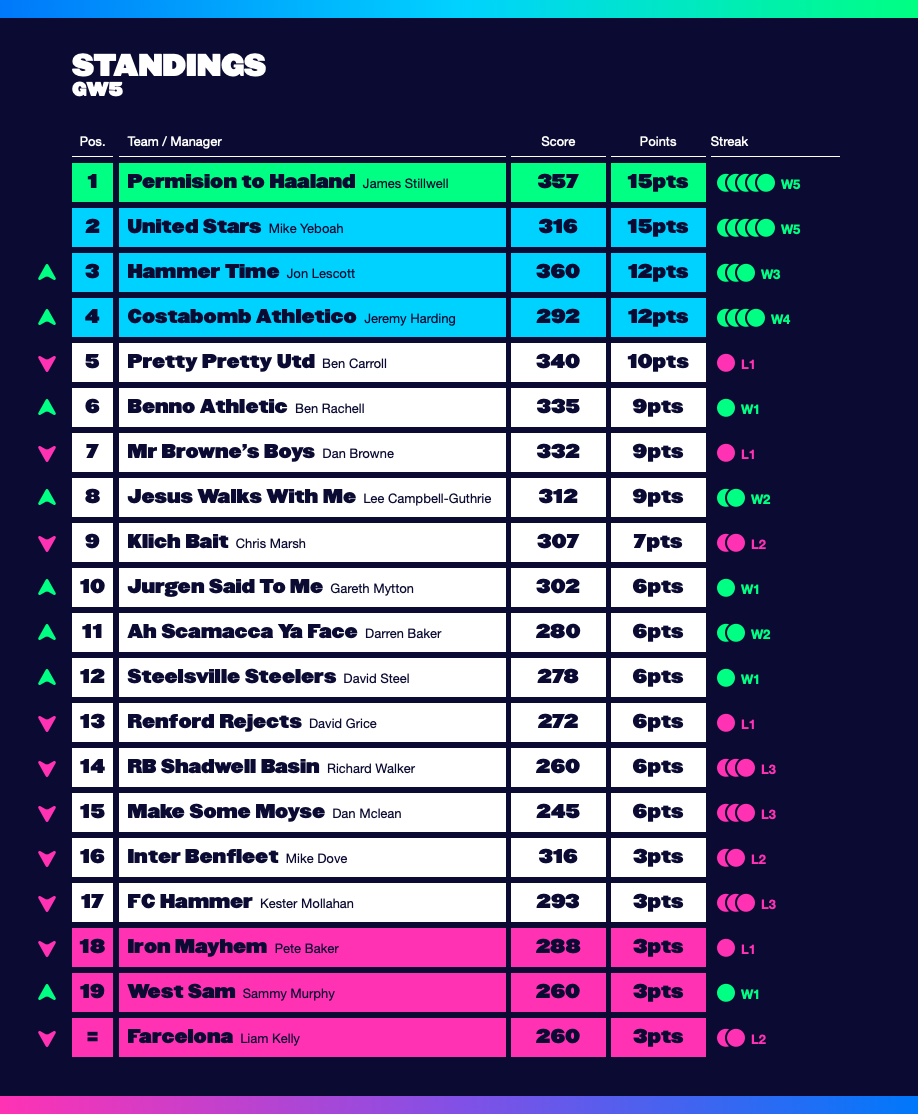 STANDINGS
GW5
Pos. Team / Manager Score Points Streak
1 Permision to Haaland James Stillwell 357 15pts W5
2 United Stars Mike Yeboah 316 15pts W5
3 Hammer Time Jon Lescott 360 12pts W3
4 Costabomb Athletico Jeremy Harding 292 12pts W4
5 Pretty Pretty Utd Ben Carroll 340 10pts L1
6 Benno Athletic Ben Rachell 335 9pts W1
7 Mr Browne’s Boys Dan Browne 332 9pts L1
8 Jesus Walks With Me Lee Campbell-Guthrie 312 9pts W2
9 Klich Bait Chris Marsh 307 7pts L2
10 Jurgen Said To Me Gareth Mytton 302 6pts W1
11 Ah Scamacca Ya Face Darren Baker 280 6pts W2
12 Steelsville Steelers David Steel 278 6pts W1
13 Renford Rejects David Grice 272 6pts L1
14 RB Shadwell Basin Richard Walker 260 6pts L3
15 Make Some Moyse Dan Mclean 245 6pts L3
16 Inter Benfleet Mike Dove 316 3pts L2
17 FC Hammer Kester Mollahan 293 3pts L3
18 Iron Mayhem Pete Baker 288 3pts L1
19 West Sam Sammy Murphy 260 3pts W1
= Farcelona Liam Kelly 260 3pts L2